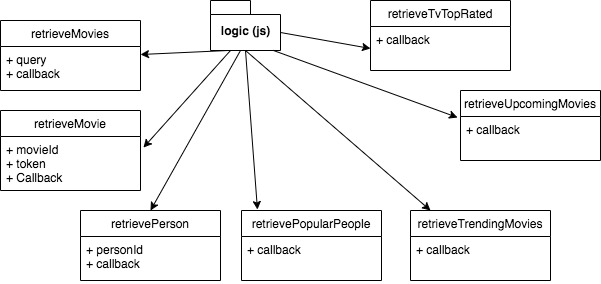 logic (js)
retrieveTvTopRated
+ callback
retrieveMovies
+ query
+ callback
retrieveUpcomingMovies
+ callback
retrieveMovie
+ movieId
+ token
+ Callback
retrievePerson
+ personId
+ callback
retrievePopularPeople
+ callback
retrieveTrendingMovies
+ callback